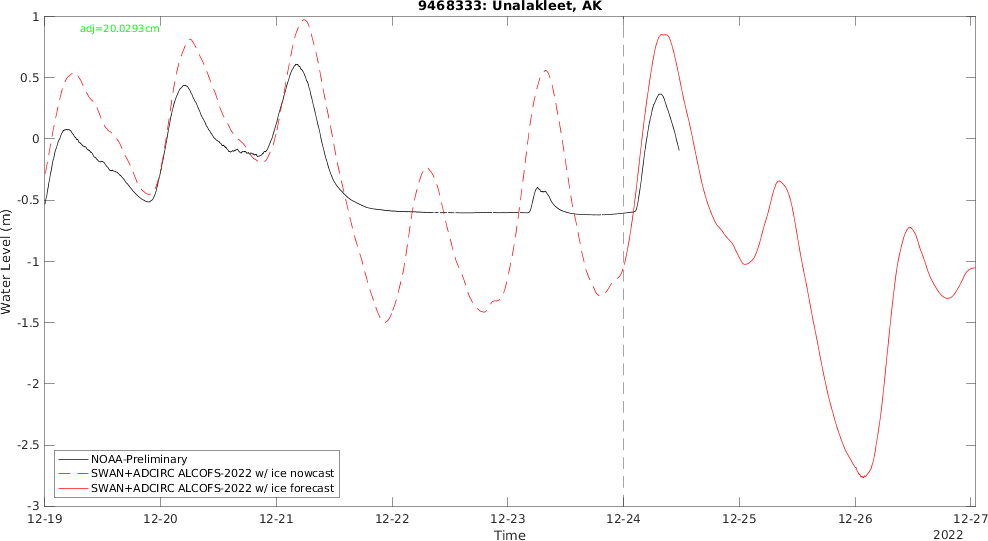 9468333: Unalakleet, AK
adj=20.0293cm
1
0.5
0
-0.5
-1
-1.5
-2
-2.5
-3
Water Level (m)
NOAA-Preliminary
SWAN+ADCIRC ALCOFS-2022 w/ ice nowcast
SWAN+ADCIRC ALCOFS-2022 w/ ice forecast
12-19 12-20 12-21 12-22 12-23 12-24 12-25 12-26 12-27
Time
2022